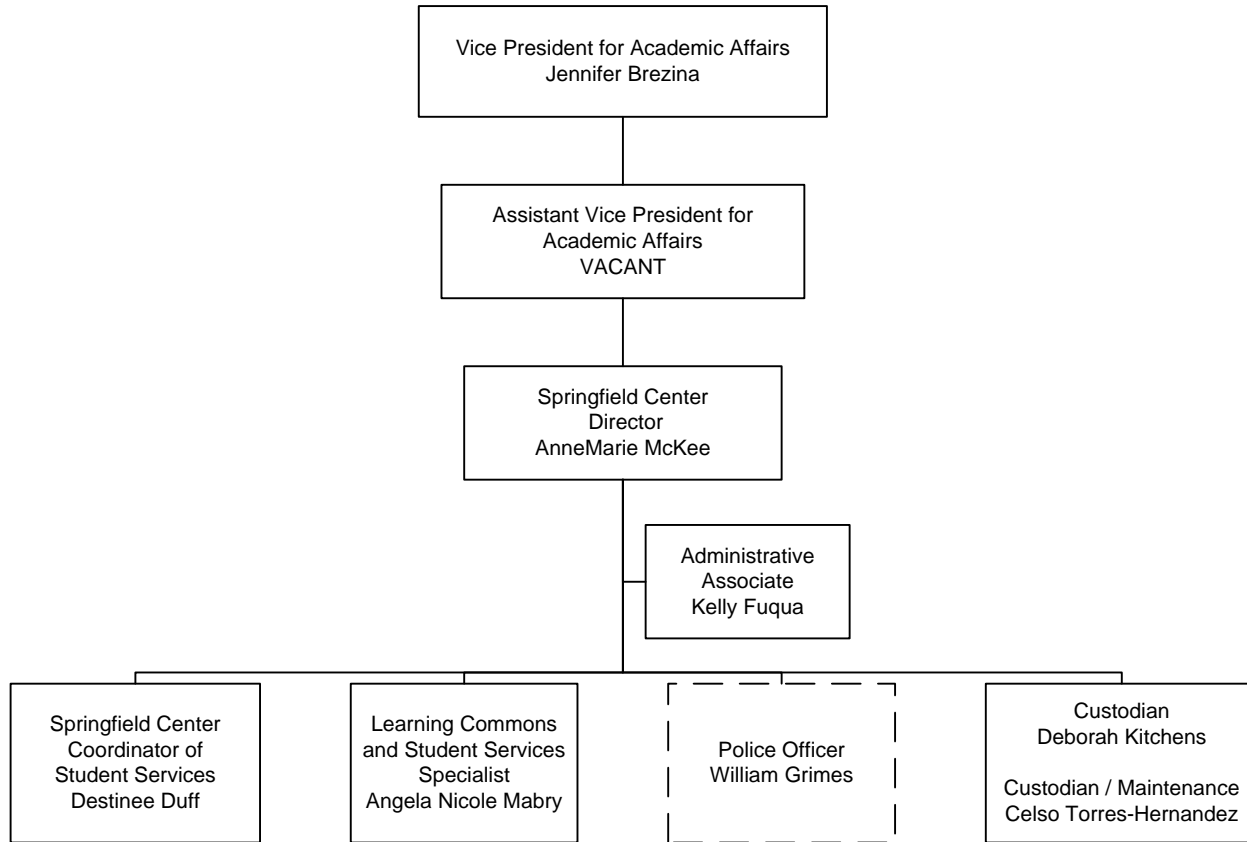 Vice President for Academic Affairs
Jennifer Brezina
Assistant Vice President for
Academic Affairs
VACANT
Springfield Center
Director
AnneMarie McKee
Administrative
Associate
Kelly Fuqua
Springfield Center
Coordinator of
Student Services
Destinee Duff
Learning Commons
and Student Services
Specialist
Angela Nicole Mabry
Police Officer
William Grimes
Custodian
Deborah Kitchens
Custodian / Maintenance
Celso Torres-Hernandez